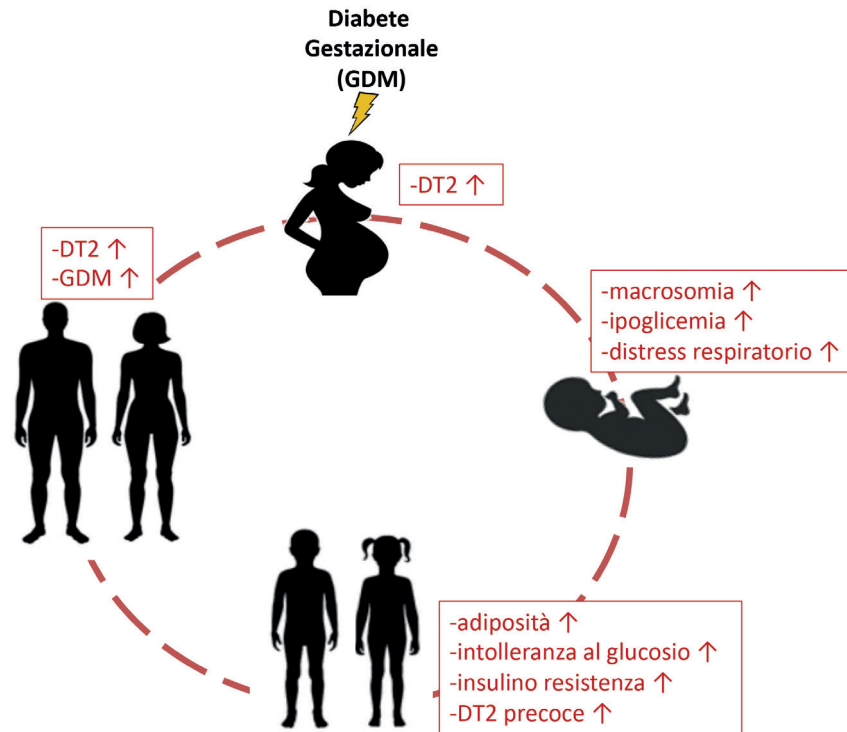 Diabete
Gestazionale
(GDM)
-DT2 ↑
-DT2 ↑
-GDM ↑
-macrosomia ↑
-ipoglicemia ↑
-distress respiratorio ↑
-adiposità ↑
-intolleranza al glucosio ↑
-insulino resistenza ↑
-DT2 precoce ↑